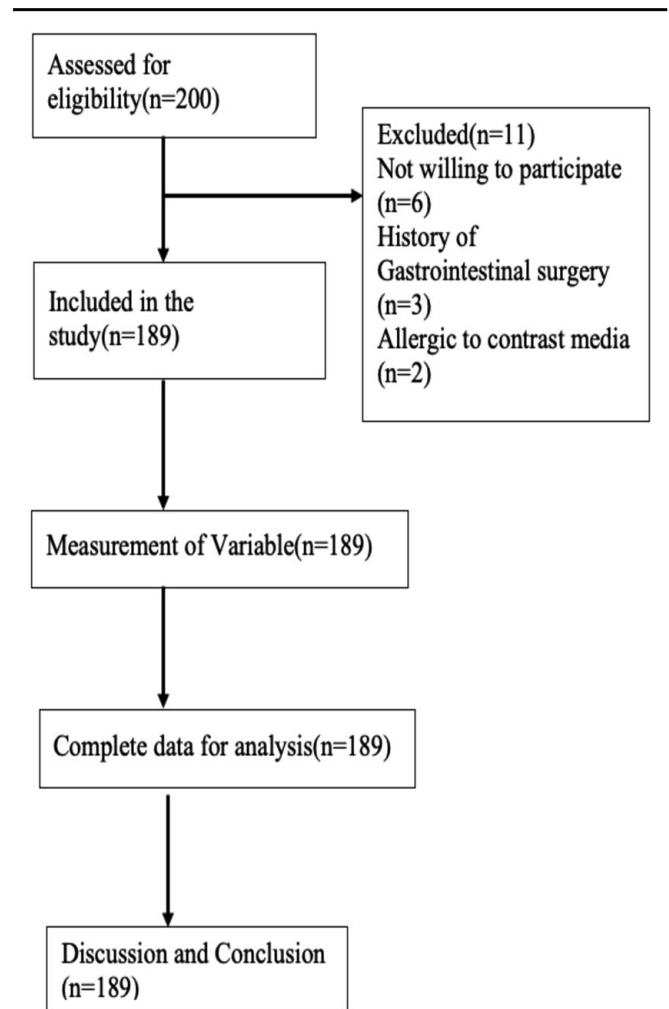 Assessed for
eligibility(n=200)
Excluded(n=11)
Not willing to participate
(n=6)
History of
Gastrointestinal surgery
(n=3)
Allergic to contrast media
(n=2)
Included in the
study(n=189)
Measurement of Variable(n=189)
Complete data for analysis(n=189)
Discussion and Conclusion
(n=189)